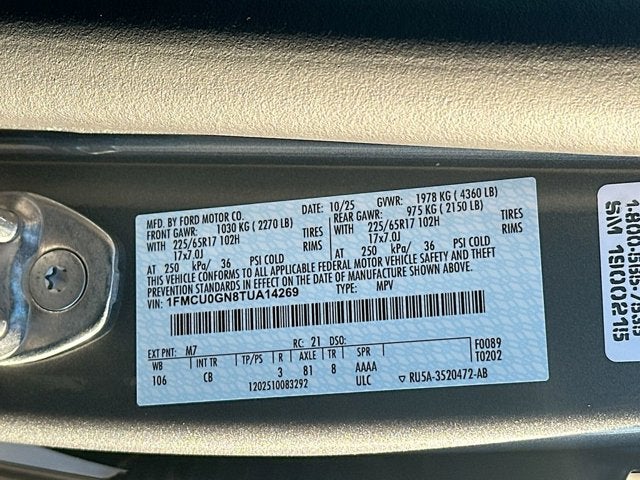 MFD. BY FORD MOTOR CO. 10/25 GVWR: 1978 KG ( 4360 LB)
FRONT GAWR: 1030 KG ( 2270 LB) REAR GAWR: 975 KG ( 2150 LB)
WITH 225/65R17 102H TIRES WITH 225/65R17 102H TIRES
17x7.0J RIMS 17x7.0J RIMS
AT 250 kPa/ 36 PSI COLD AT 250 kPa/ 36 PSI COLD
THIS VEHICLE CONFORMS TO ALL APPLICABLE FEDERAL MOTOR VEHICLE SAFETY AND THEFT
PREVENTION STANDARDS IN EFFECT ON THE DATE OF MANUFACTURE SHOWN ABOVE.
VIN: 1FMCU0GN8TUA14269 TYPE: MPV
EXT PNT: M7 RC: 21 DSO: F0089
WB INT TR TP/PS R AXLE TR SPR T0202
106 CB 3 81 8 AAAA
1202510083292 ULC RU5A-3520472-AB
SIM 19I00215